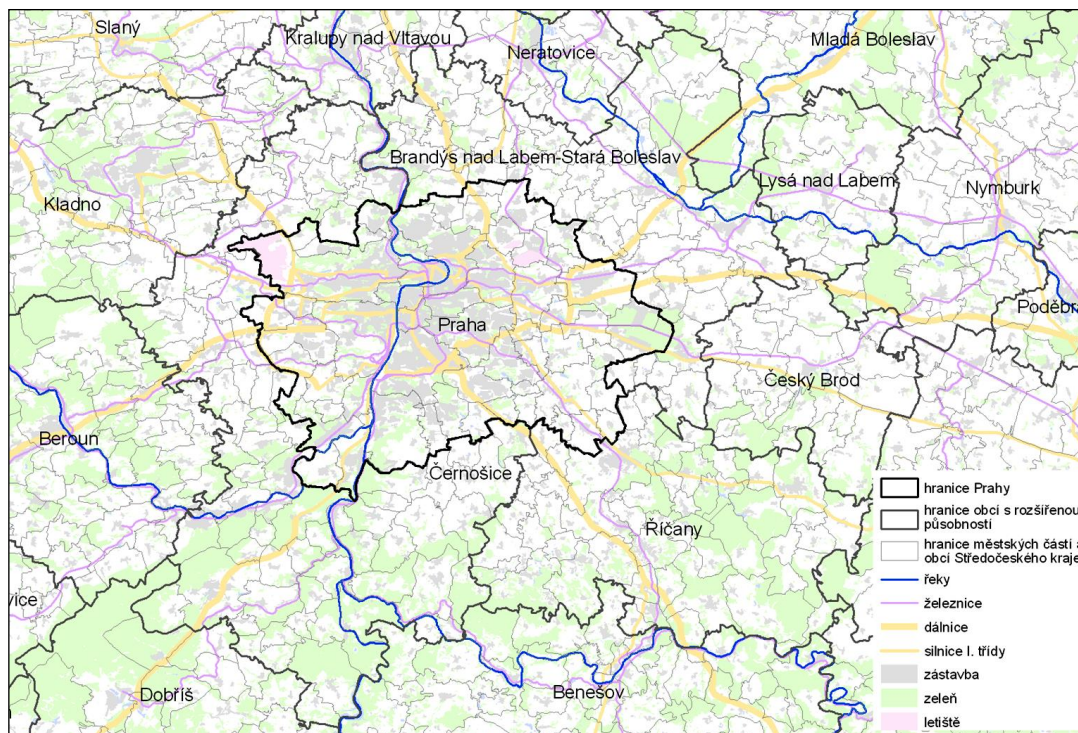 Slaný
Kralupy nad Vltavou
Neratovice
Mladá Boleslav
Brandýs nad Labem-Stará Boleslav
Lysá nad Labem
Nymburk
Kladno
Poděbr
Praha
Český Brod
Beroun
Černošice
Říčany
vice
Dobříš
Benešov
hranice Prahy
hranice obcí s rozšířenou
působností
hranice městských částí a
obcí Středočeského kraje
řeky
železnice
dálnice
silnice I. třídy
zástavba
zeleň
letiště